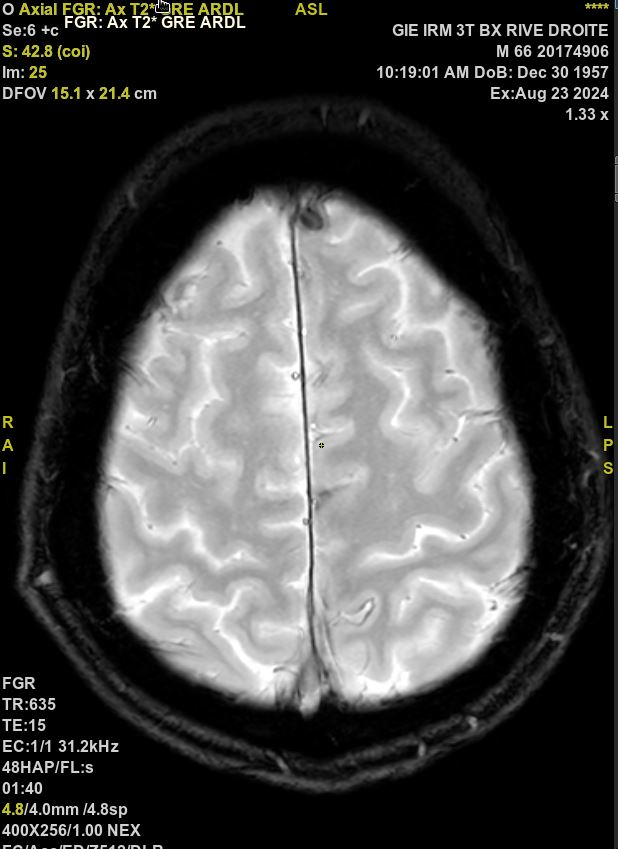 O Axial FGR: Ax T2* GRE ARDL
FGR: Ax T2* GRE ARDL
Se:6 +c
S: 42.8 (coi)
Im: 25
DFOV 15.1 x 21.4 cm
ASL
****
GIE IRM 3T BX RIVE DROITE
M 66 20174906
10:19:01 AM DoB: Dec 30 1957
Ex:Aug 23 2024
1.33 x
R
A
I
L
P
S
FGR
TR:635
TE:15
EC:1/1 31.2kHz
48HAP/FL:s
01:40
4.8/4.0mm /4.8sp
400X256/1.00 NEX